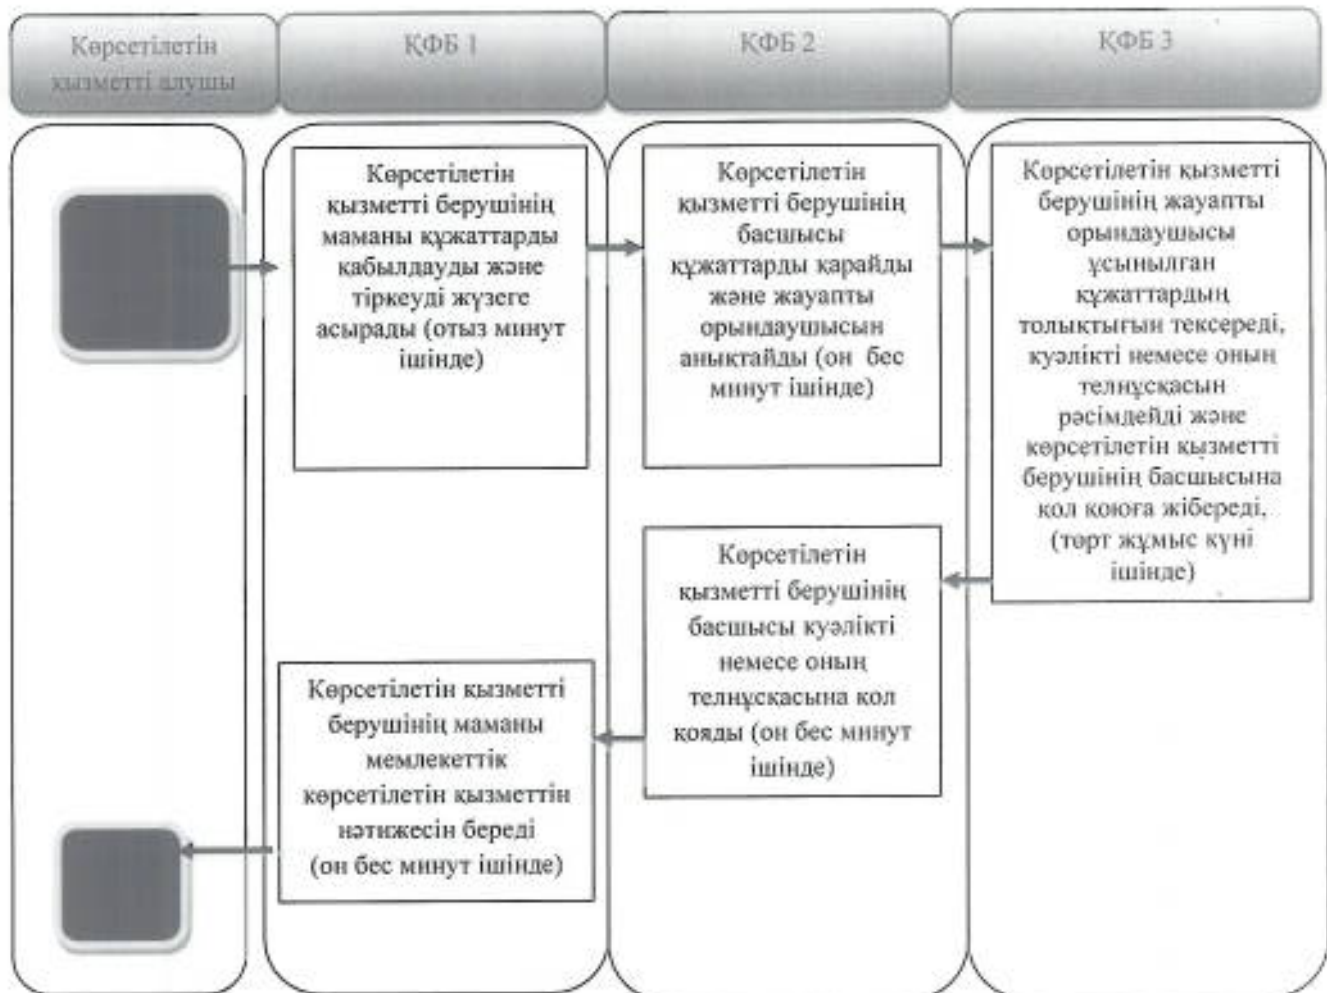 Көрсетілетін
қызметті алушы
ҚФБ 1
ҚФБ 2
ҚФБ 3
Көрсетілетін
қызметті берушінің
маманы құжаттарды
қабылдауды және
тіркеуді жүзеге
асырады (отыз минут
ішінде)
Көрсетілетін
қызметті берушінің
басшысы
құжаттарды қарайды
және жауапты
орындаушысын
анықтайды (он бес
минут ішінде)
Көрсетілетін қызметті
берушінің жауапты
орындаушысы
ұсынылған
құжаттардың
толықтығын тексереді,
куәлікті немесе оның
телнұсқасын
рәсімдейді және
көрсетілетін қызметті
берушінің басшысына
қол қоюға жібереді,
(төрт жұмыс күні
ішінде)
Көрсетілетін
қызметті берушінің
басшысы куәлікті
немесе оның
телнұсқасына қол
қояды (он бес минут
ішінде)
Көрсетілетін қызметті
берушінің маманы
мемлекеттік
көрсетілетін қызметтін
нәтижесін береді
(он бес минут ішінде)